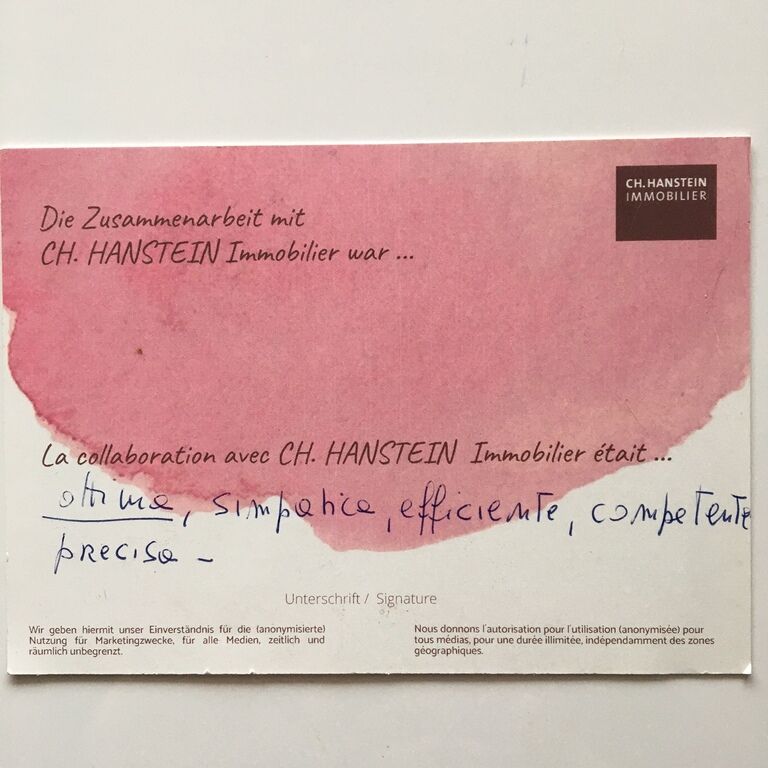 CH. HANSTEIN
IMMOBILIER
Die Zusammenarbeit mit
CH. HANSTEIN Immobilier war ...
La collaboration avec CH. HANSTEIN Immobilier était ...
ottima, simpatica, efficiente, competente
precisa -
Unterschrift / Signature
Wir geben hiermit unser Einverständnis für die (anonymisierte)
Nutzung für Marketingzwecke, für alle Medien, zeitlich und
räumlich unbegrenzt.
Nous donnons l'autorisation pour l'utilisation (anonymisée) pour
tous médias, pour une durée illimitée, indépendamment des zones
géographiques.